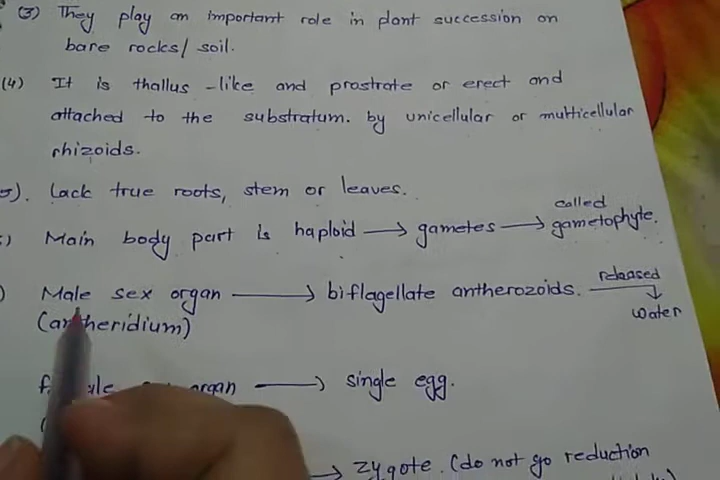 (3) They play an important role in plant succession on
bare rocks/soil.
(4) It is thallus-like and prostrate or erect and
attached to the substratum. by unicellular or multicellular
rhizoids.
). Lack true roots, stem or leaves.
) Main body part is haploid → gametes → called gametophyte.
) Male sex organ → biflagellate antherozoids. released → water
(antheridium)
organ → single egg.
→ zygote. (do not go reduction